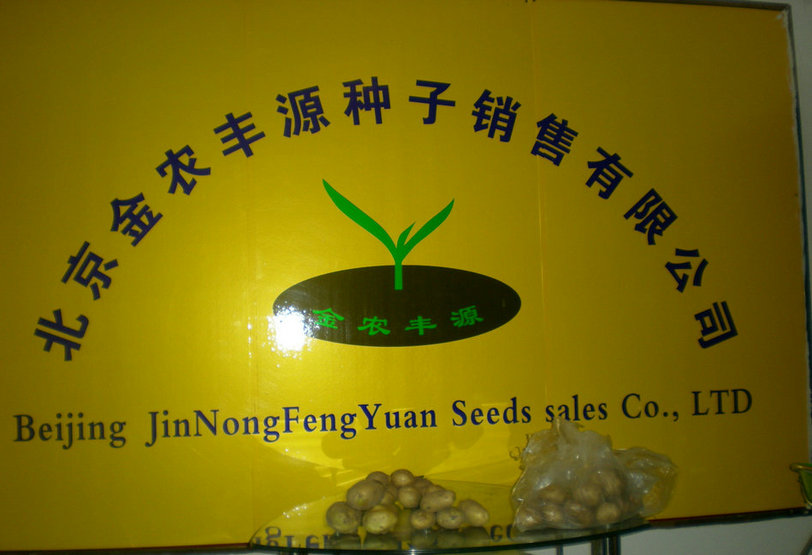 北京金农丰源种子销售有限公司
金农丰源
Beijing JinNongFengYuan Seeds sales Co., LTD